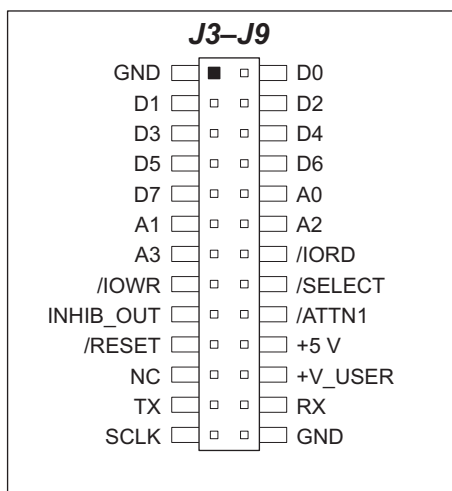 J3–J9
GND D0
D1 D2
D3 D4
D5 D6
D7 A0
A1 A2
A3 /IORD
/IOWR /SELECT
INHIB_OUT /ATTN1
/RESET +5 V
NC +V_USER
TX RX
SCLK GND